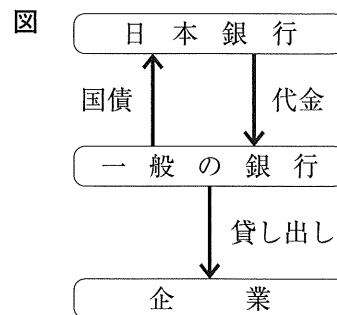 図
日本銀行
国債
代金
一般の銀行
貸し出し
企業